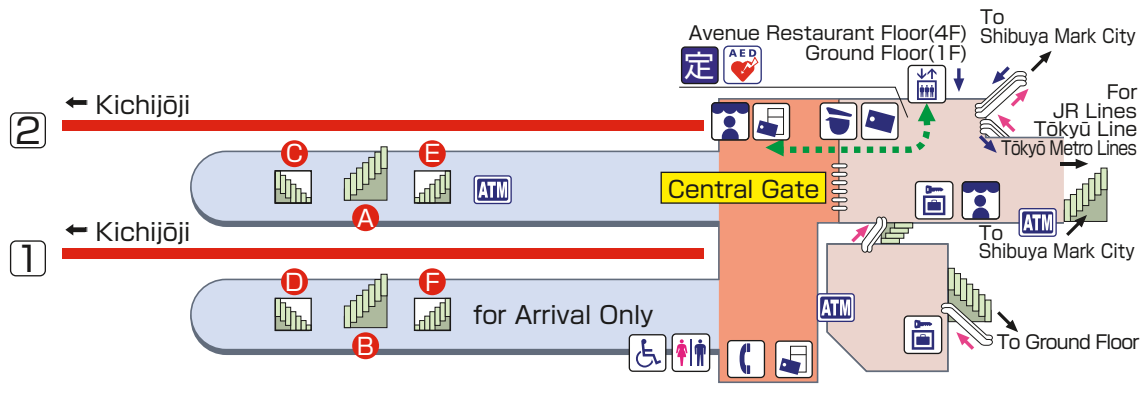 Avenue Restaurant Floor(4F)
Ground Floor(1F)
To
Shibuya Mark City
定
AED
← Kichijōji
2
For
JR Lines
Tōkyū Line
Tōkyō Metro Lines
C
E
A
ATM
Central Gate
← Kichijōji
1
ATM
To
Shibuya Mark City
D
F
B
for Arrival Only
ATM
To Ground Floor